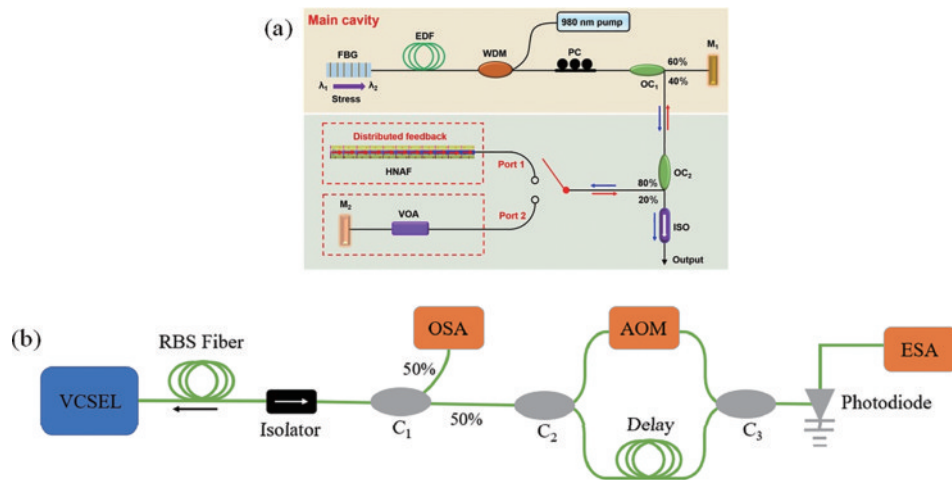 (a)
Main cavity
980 nm pump
EDF
FBG
WDM
PC
M₁
60%
40%
OC₁
λ₁ λ₂
Stress
Distributed feedback
HNAF
Port 1
OC₂
80%
20%
M₂
VOA
Port 2
ISO
Output
(b)
RBS Fiber
OSA
AOM
ESA
50%
VCSEL
Isolator
C₁
50%
C₂
Delay
C₃
Photodiode